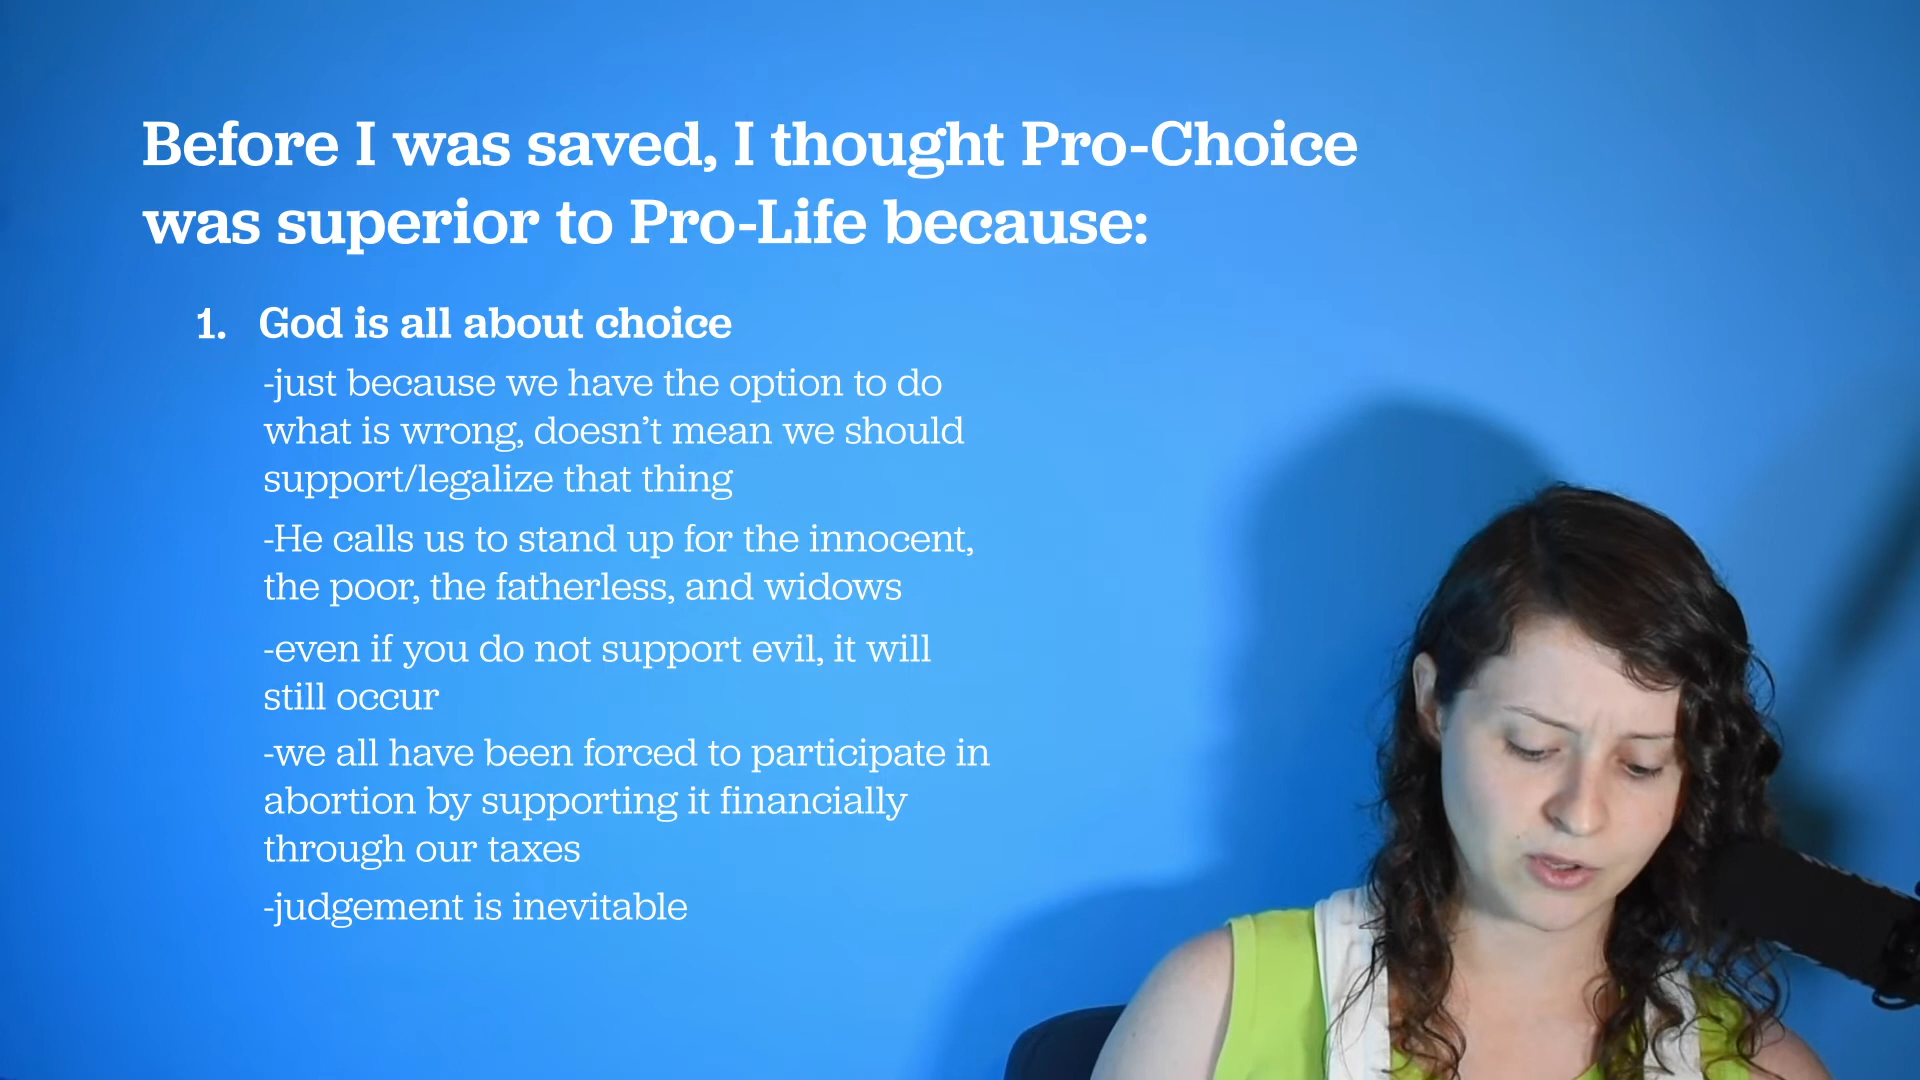 Before I was saved, I thought Pro-Choice
was superior to Pro-Life because:
1. God is all about choice
-just because we have the option to do
what is wrong, doesn't mean we should
support/legalize that thing
-He calls us to stand up for the innocent,
the poor, the fatherless, and widows
-even if you do not support evil, it will
still occur
-we all have been forced to participate in
abortion by supporting it financially
through our taxes
-judgement is inevitable